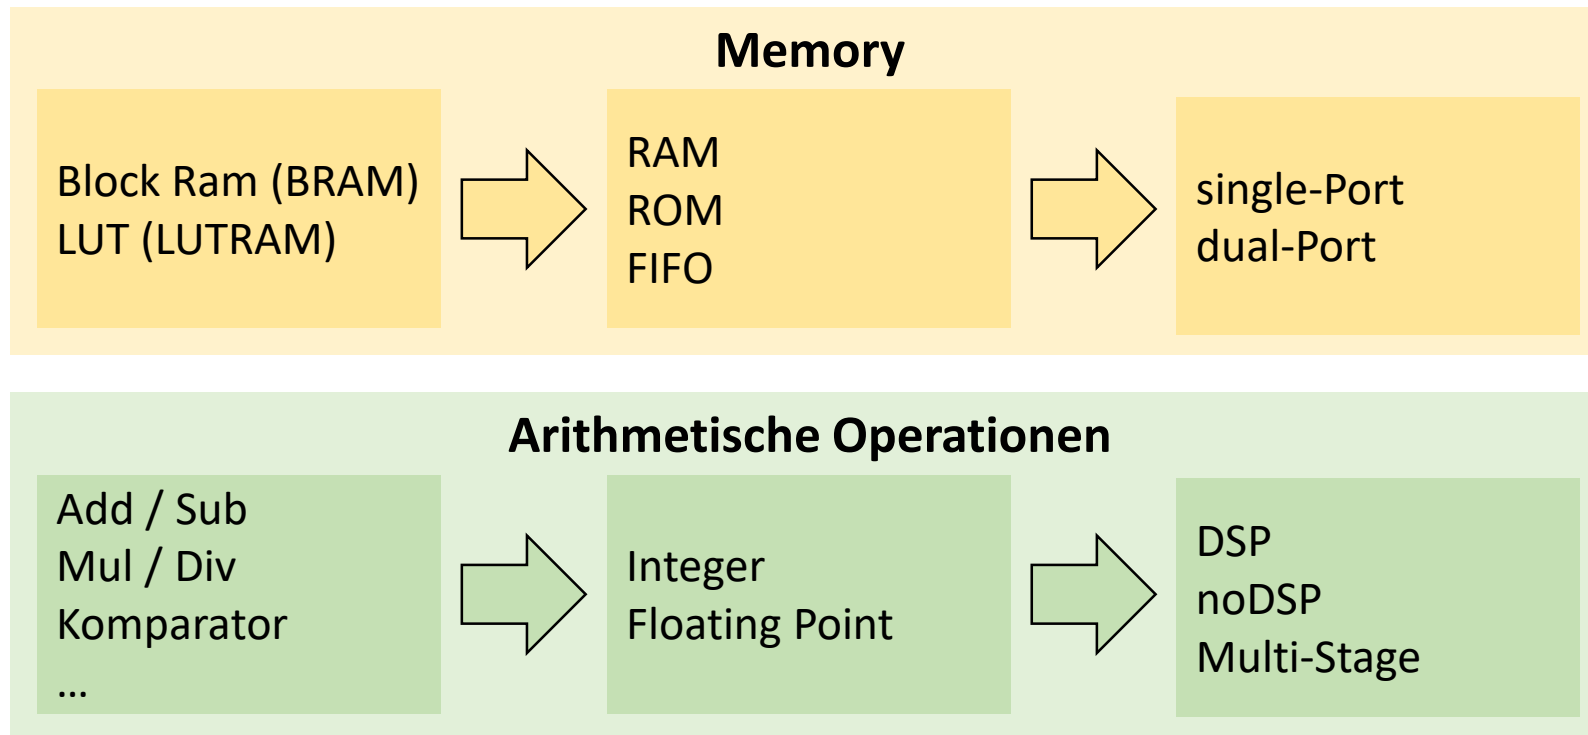 Memory
Block Ram (BRAM)
LUT (LUTRAM)
RAM
ROM
FIFO
single-Port
dual-Port
Arithmetische Operationen
Add / Sub
Mul / Div
Komparator
…
Integer
Floating Point
DSP
noDSP
Multi-Stage